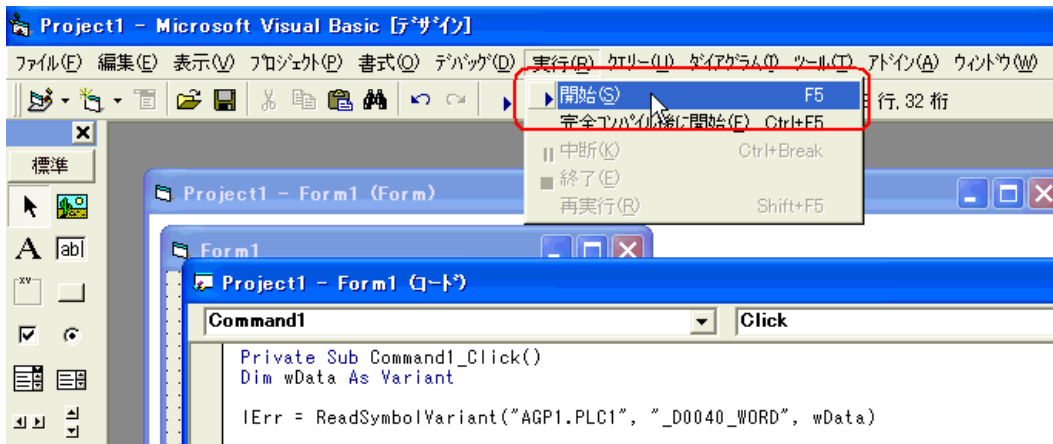 Project1 - Microsoft Visual Basic [ﾃﾞｻﾞｲﾝ]
ﾌｧｲﾙ(F) 編集(E) 表示(V) ﾌﾟﾛｼﾞｪｸﾄ(P) 書式(O) ﾃﾞﾊﾞｯｸﾞ(D) 実行(R) ｸｴﾘｰ(U) ﾀﾞｲｱｸﾞﾗﾑ(I) ﾂｰﾙ(T) ｱﾄﾞｲﾝ(A) ｳｨﾝﾄﾞｳ(W)
開始(S) F5
行, 32 桁
完全ｺﾝﾊﾟｲﾙ後に開始(F) Ctrl+F5
中断(K) Ctrl+Break
終了(E)
再実行(R) Shift+F5
標準
Project1 - Form1 (Form)
A ab
Form1
XY
Project1 - Form1 (ｺｰﾄﾞ)
Command1 Click
Private Sub Command1_Click()
Dim wData As Variant
lErr = ReadSymbolVariant("AGP1.PLC1", "_D0040_WORD", wData)